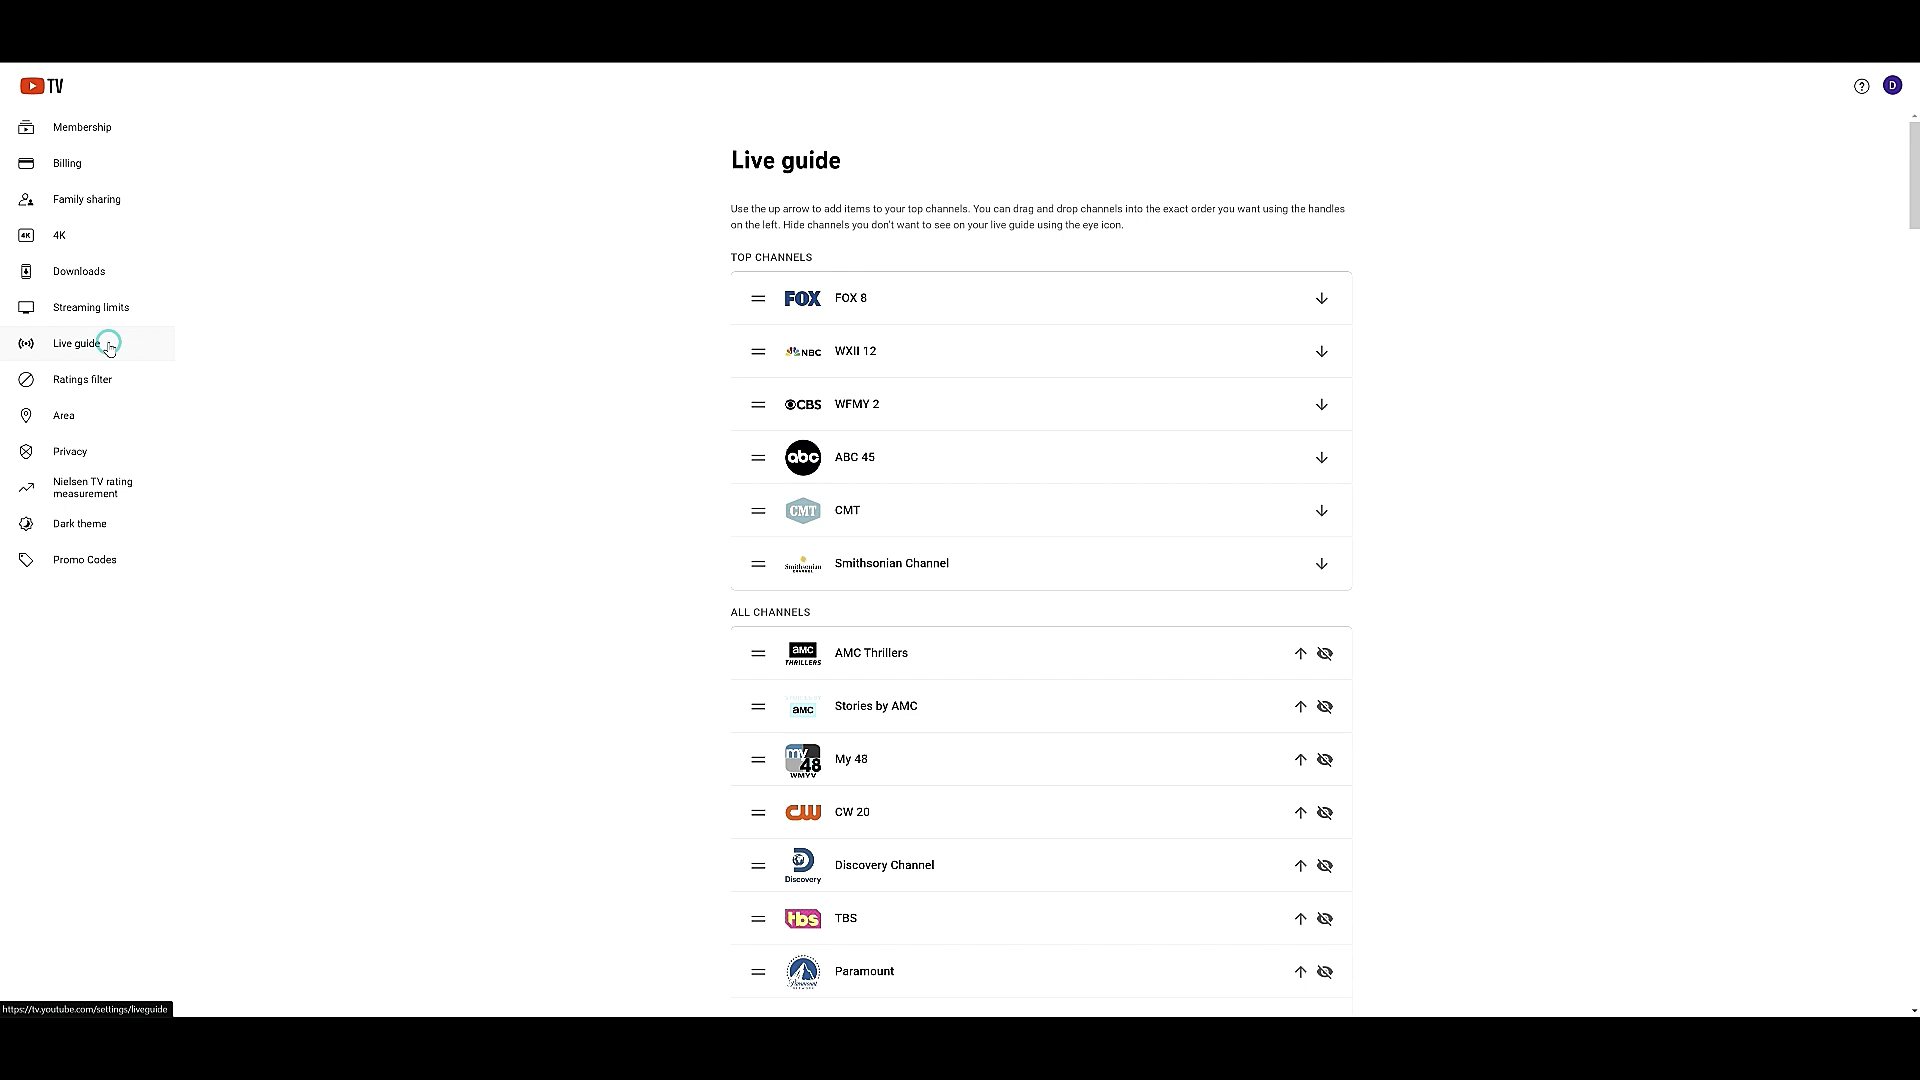 TV
D
Membership
Billing
Family sharing
4K
4K
Downloads
Streaming limits
Live guide
Ratings filter
Area
Privacy
Nielsen TV rating
measurement
Dark theme
Promo Codes
Live guide
Use the up arrow to add items to your top channels. You can drag and drop channels into the exact order you want using the handles
on the left. Hide channels you don't want to see on your live guide using the eye icon.
TOP CHANNELS
FOX FOX 8
NBC WXII 12
CBS WFMY 2
abc ABC 45
CMT CMT
Smithsonian CHANNEL Smithsonian Channel
ALL CHANNELS
aMC THRILLERS AMC Thrillers
aMC Stories by AMC
my 48 WMYV My 48
CW CW 20
Discovery Discovery Channel
tbs TBS
Paramount Paramount
https://tv.youtube.com/settings/liveguide